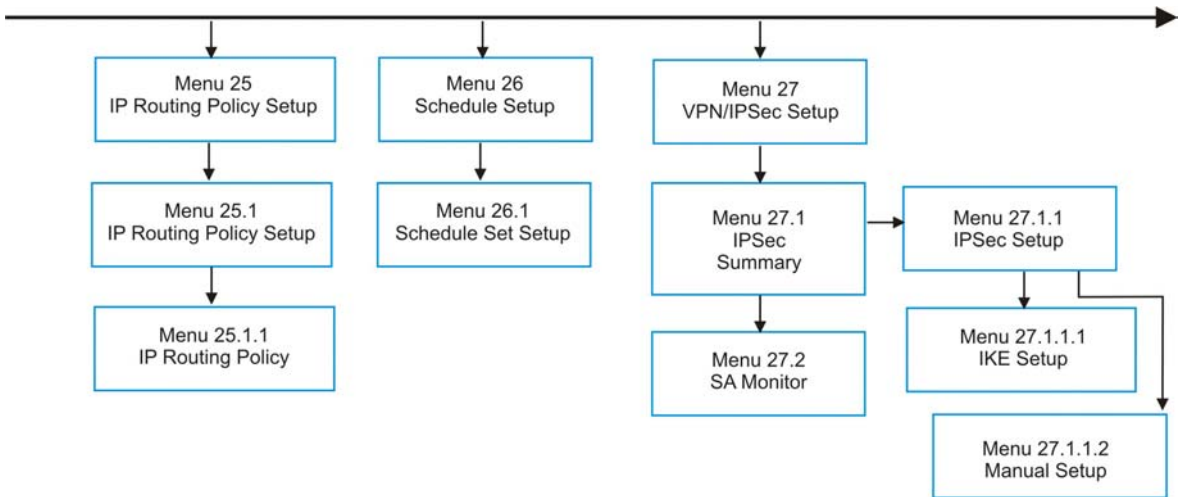 Menu 25
IP Routing Policy Setup
Menu 26
Schedule Setup
Menu 27
VPN/IPSec Setup
Menu 25.1
IP Routing Policy Setup
Menu 26.1
Schedule Set Setup
Menu 27.1
IPSec
Summary
Menu 27.1.1
IPSec Setup
Menu 25.1.1
IP Routing Policy
Menu 27.2
SA Monitor
Menu 27.1.1.1
IKE Setup
Menu 27.1.1.2
Manual Setup